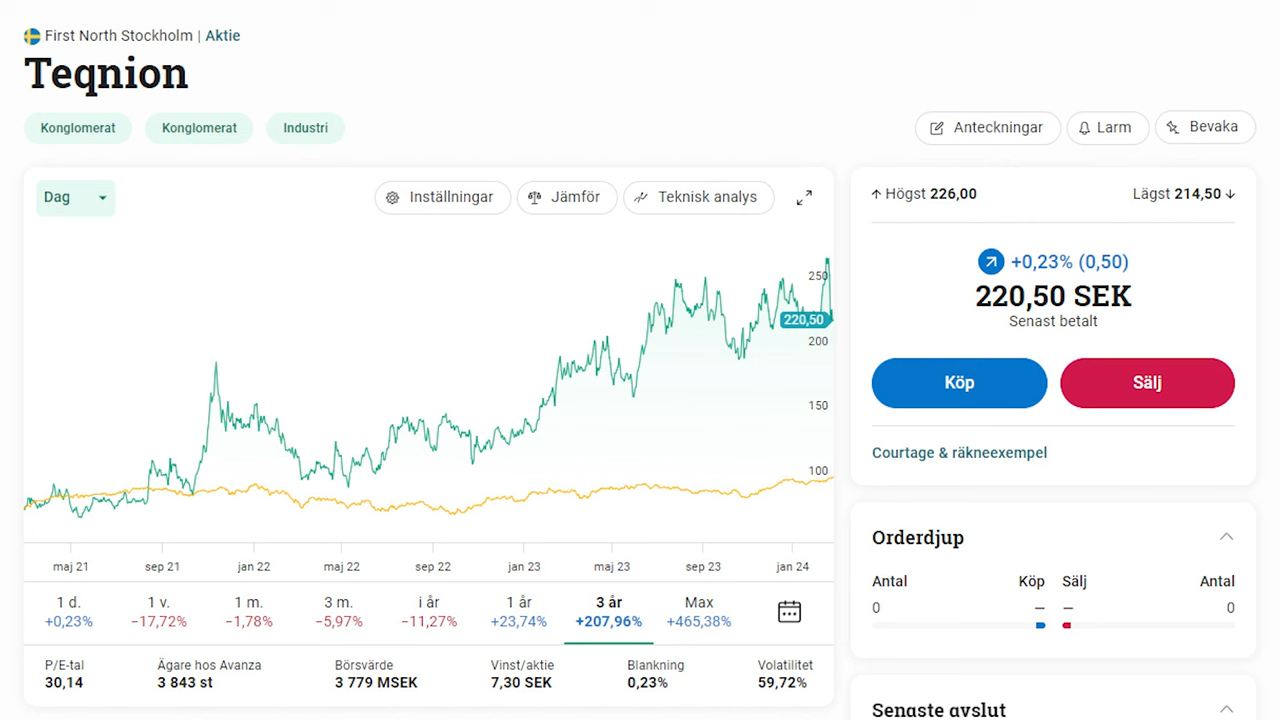 First North Stockholm | Aktie
Teqnion
Konglomerat Konglomerat Industri
Anteckningar Larm Bevaka
Dag Inställningar Jämför Teknisk analys
250
220,50
200
150
100
maj 21 sep 21 jan 22 maj 22 sep 22 jan 23 maj 23 sep 23 jan 24
1 d. 1 v. 1 m. 3 m. i år 1 år 3 år Max
+0,23% −17,72% −1,78% −5,97% −11,27% +23,74% +207,96% +465,38%
P/E-tal Ägare hos Avanza Börsvärde Vinst/aktie Blankning Volatilitet
30,14 3 843 st 3 779 MSEK 7,30 SEK 0,23% 59,72%
Högst 226,00 Lägst 214,50
+0,23% (0,50)
220,50 SEK
Senast betalt
Köp Sälj
Courtage & räkneexempel
Orderdjup
Antal Köp Sälj Antal
0 – – 0
Senaste avslut